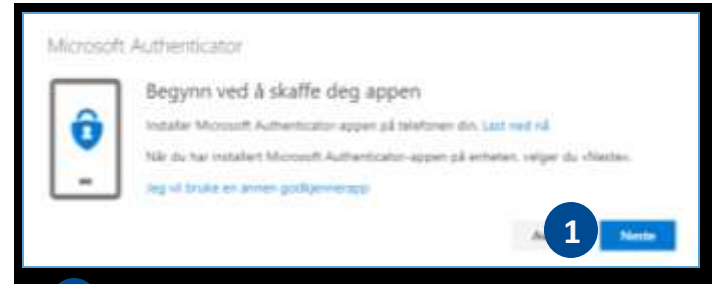 Microsoft Authenticator
Begynn ved å skaffe deg appen
Installer Microsoft Authenticator-appen på telefonen din. Last ned nå
Når du har installert Microsoft Authenticator-appen på enheten, velger du «Neste».
Jeg vil bruke en annen godkjennerapp
1 Neste